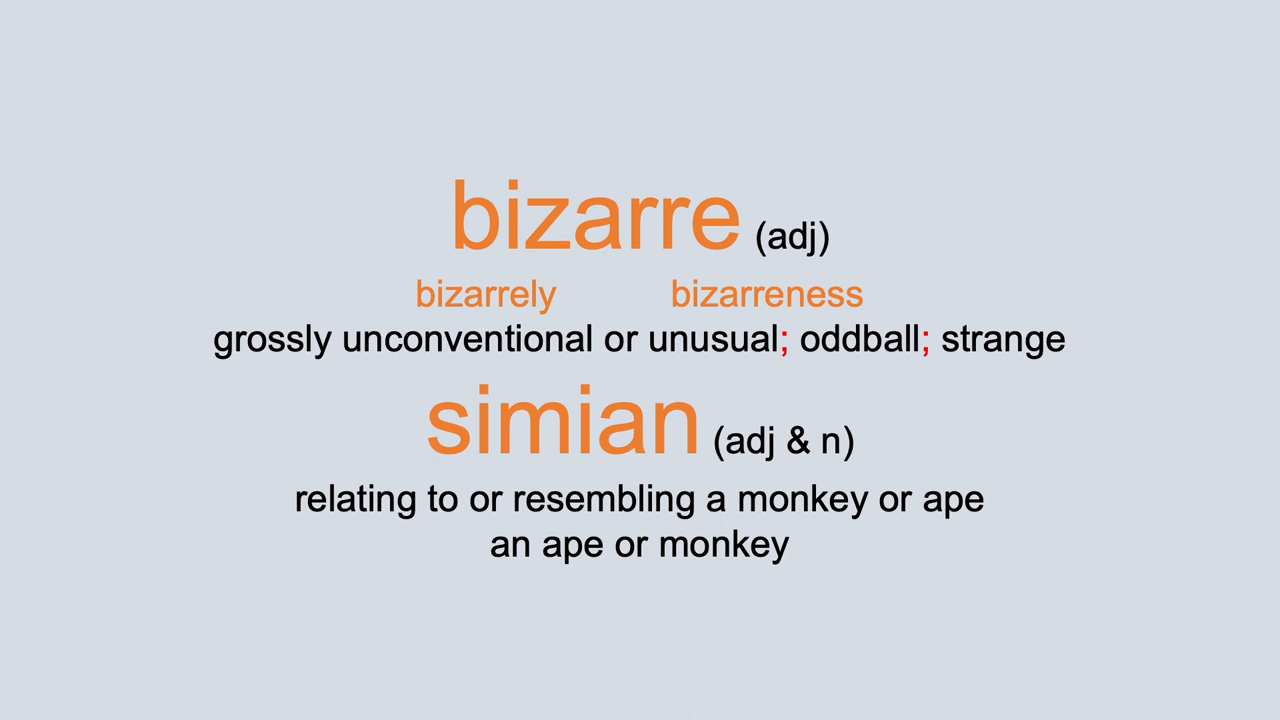 bizarre (adj)
bizarrely bizarreness
grossly unconventional or unusual; oddball; strange
simian (adj & n)
relating to or resembling a monkey or ape
an ape or monkey